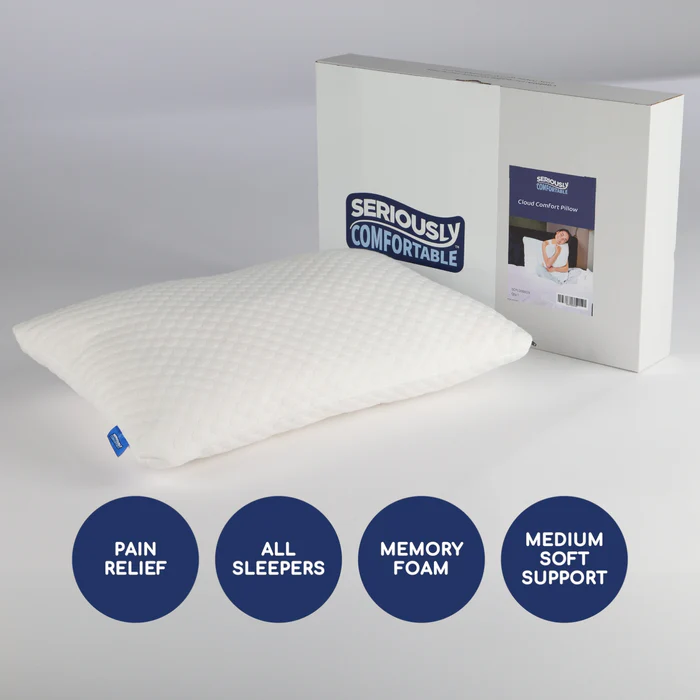 SERIOUSLY
COMFORTABLE
SERIOUSLY
COMFORTABLE
Cloud Comfort Pillow
PAIN
RELIEF
ALL
SLEEPERS
MEMORY
FOAM
MEDIUM
SOFT
SUPPORT